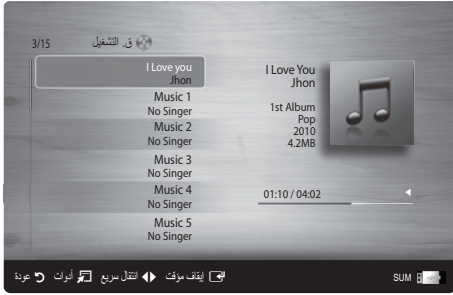 ق. التشغيل
3/15
I Love you
Jhon
Music 1
No Singer
Music 2
No Singer
Music 3
No Singer
Music 4
No Singer
Music 5
No Singer
I Love You
Jhon
1st Album
Pop
2010
4.2MB
01:10 / 04:02
SUM
إيقاف مؤقت انتقال سريع أدوات عودة